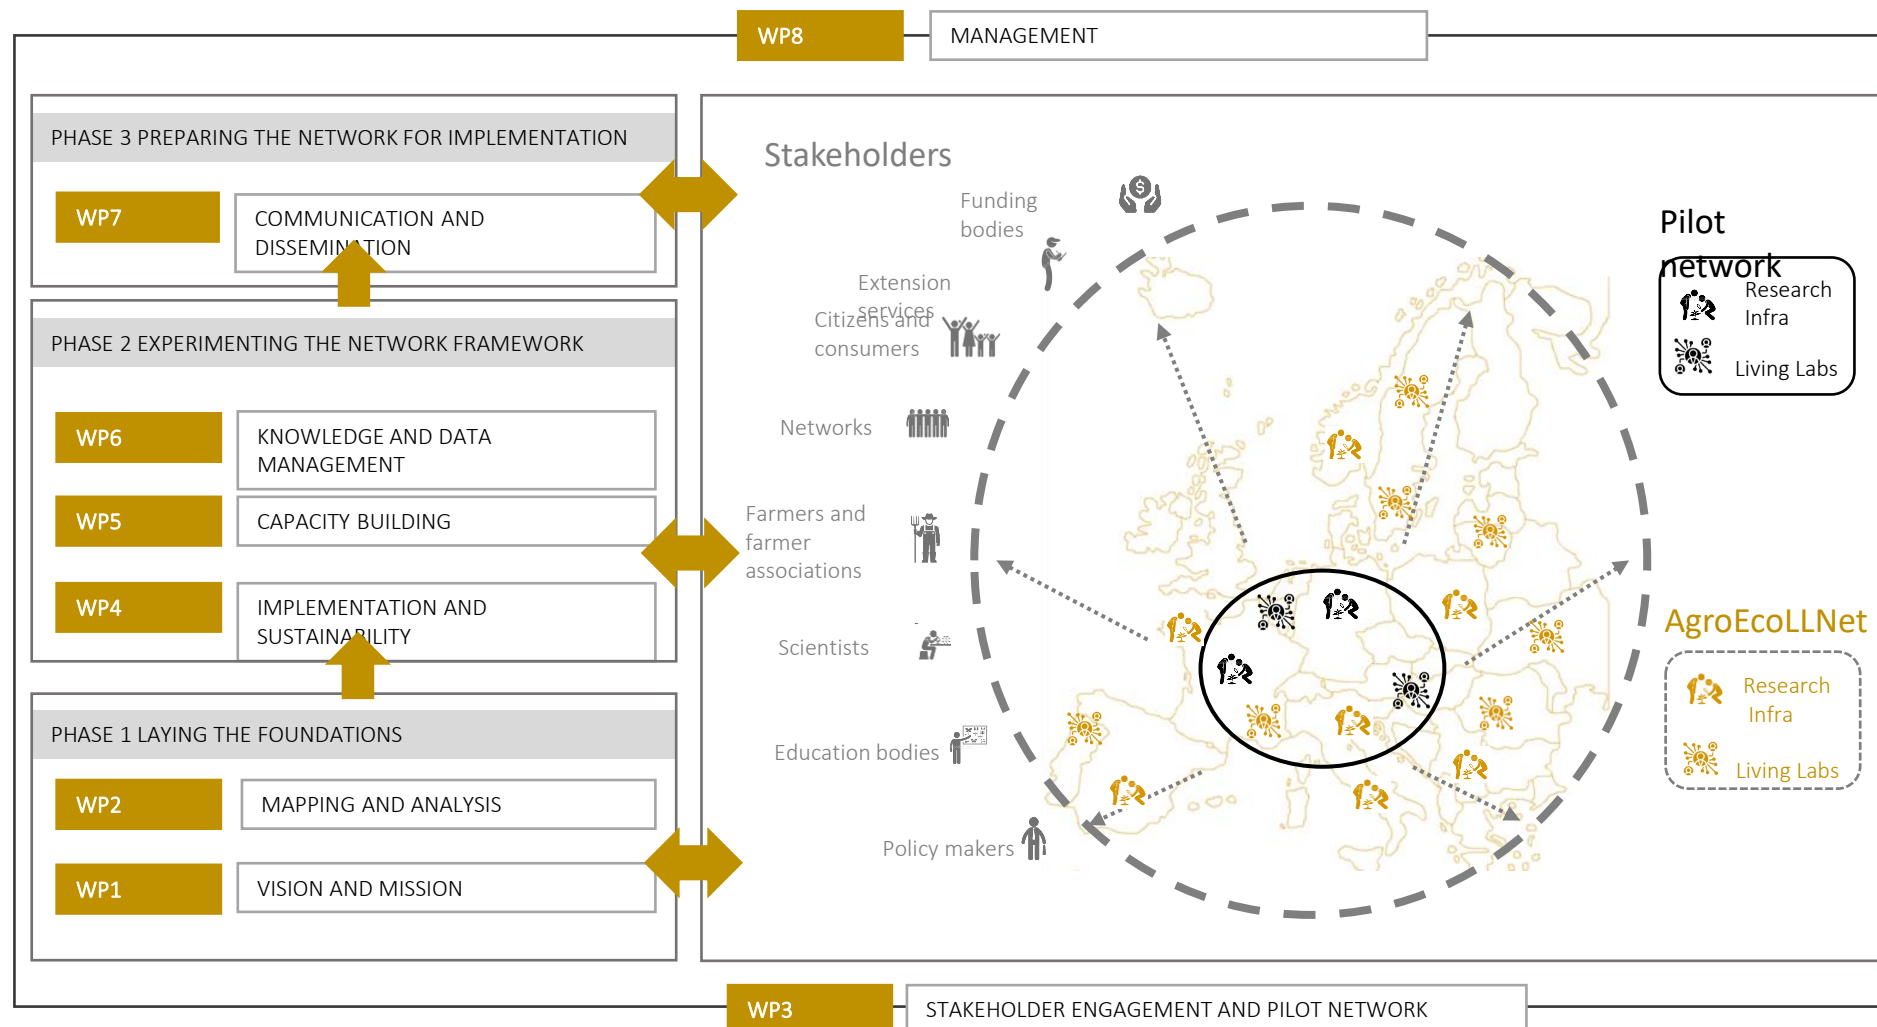 WP8
MANAGEMENT
PHASE 3 PREPARING THE NETWORK FOR IMPLEMENTATION
WP7
COMMUNICATION AND
DISSEMINATION
PHASE 2 EXPERIMENTING THE NETWORK FRAMEWORK
WP6
KNOWLEDGE AND DATA
MANAGEMENT
WP5
CAPACITY BUILDING
WP4
IMPLEMENTATION AND
SUSTAINABILITY
PHASE 1 LAYING THE FOUNDATIONS
WP2
MAPPING AND ANALYSIS
WP1
VISION AND MISSION
Stakeholders
Funding
bodies
Extension
services
Citizens and
consumers
Networks
Farmers and
farmer
associations
Scientists
Education bodies
Policy makers
Pilot
network
Research
Infra
Living Labs
AgroEcoLLNet
Research
Infra
Living Labs
WP3
STAKEHOLDER ENGAGEMENT AND PILOT NETWORK